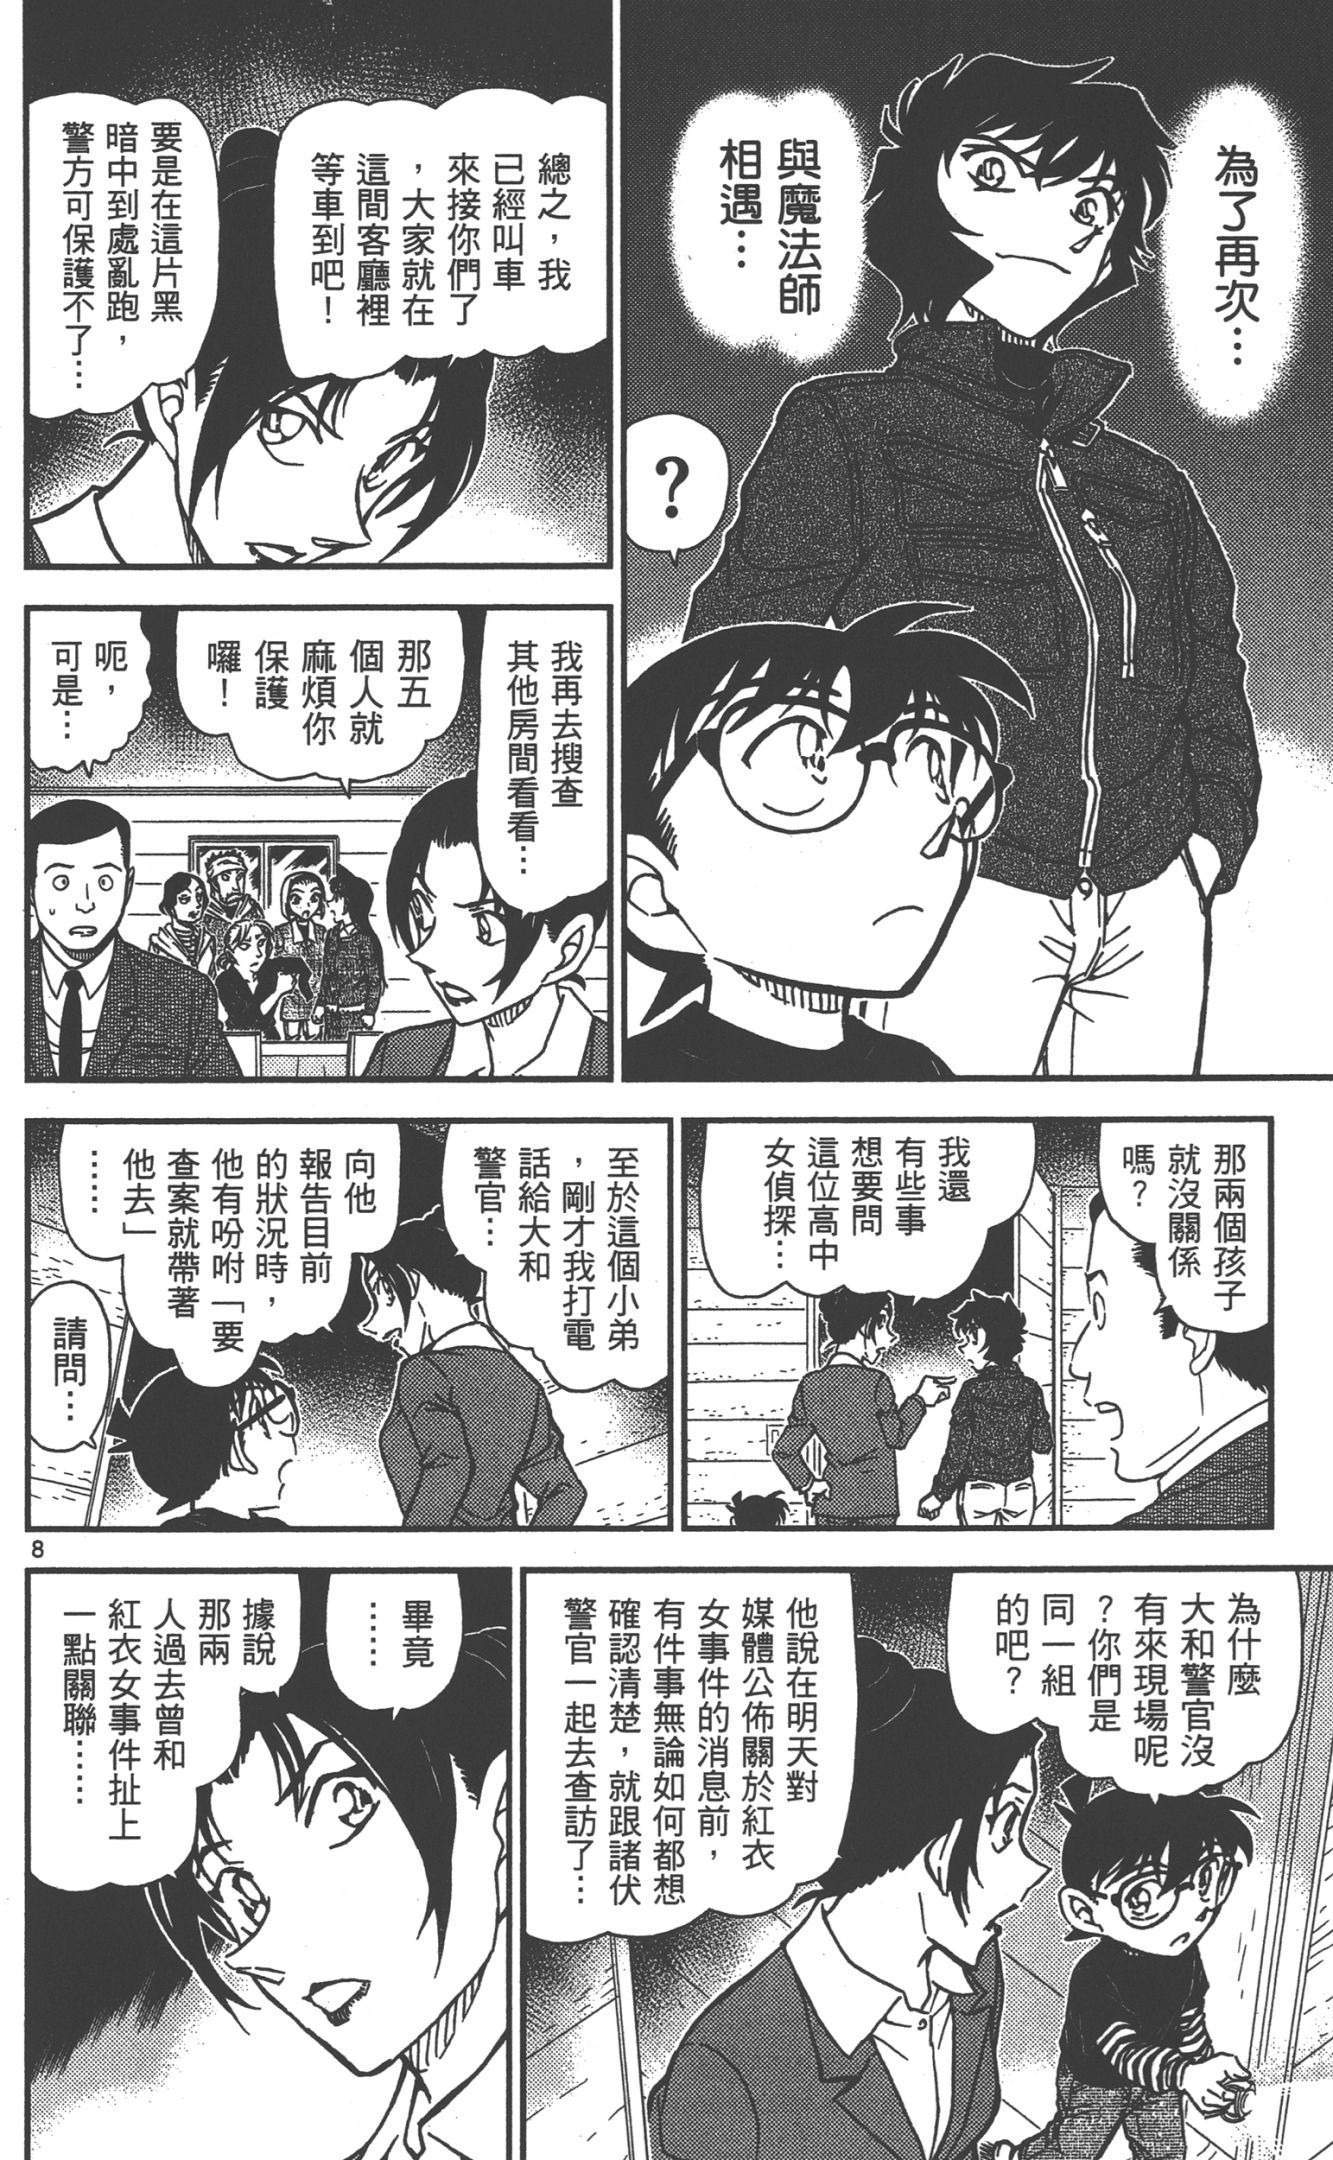 為了再次…
與魔法師
相遇…
？
總之，我
已經叫車
來接你們了
，大家就在
這間客廳裡
等車到吧！
要是在這片黑
暗中到處亂跑，
警方可保護不了…
我再去搜查
其他房間看看…
那五
個人就
麻煩你
保護
囉！
呃，
可是…
那兩個孩子
就沒關係
嗎？
我還
有些事
想要問
這位高中
女偵探…
至於這個小弟
，剛才我打電
話給大和
警官…
向他
報告目前
的狀況時，
他有吩咐「要
查案就帶著
他去」
……
請問…
8
為什麼
大和警官沒
有來現場呢
？你們是
同一組
的吧？
他說在明天對
媒體公佈關於紅衣
女事件的消息前，
有件事無論如何都想
確認清楚，就跟諸伏
警官一起去查訪了…
畢竟
……
據說
那兩
人過去曾和
紅衣女事件扯上
一點關聯……